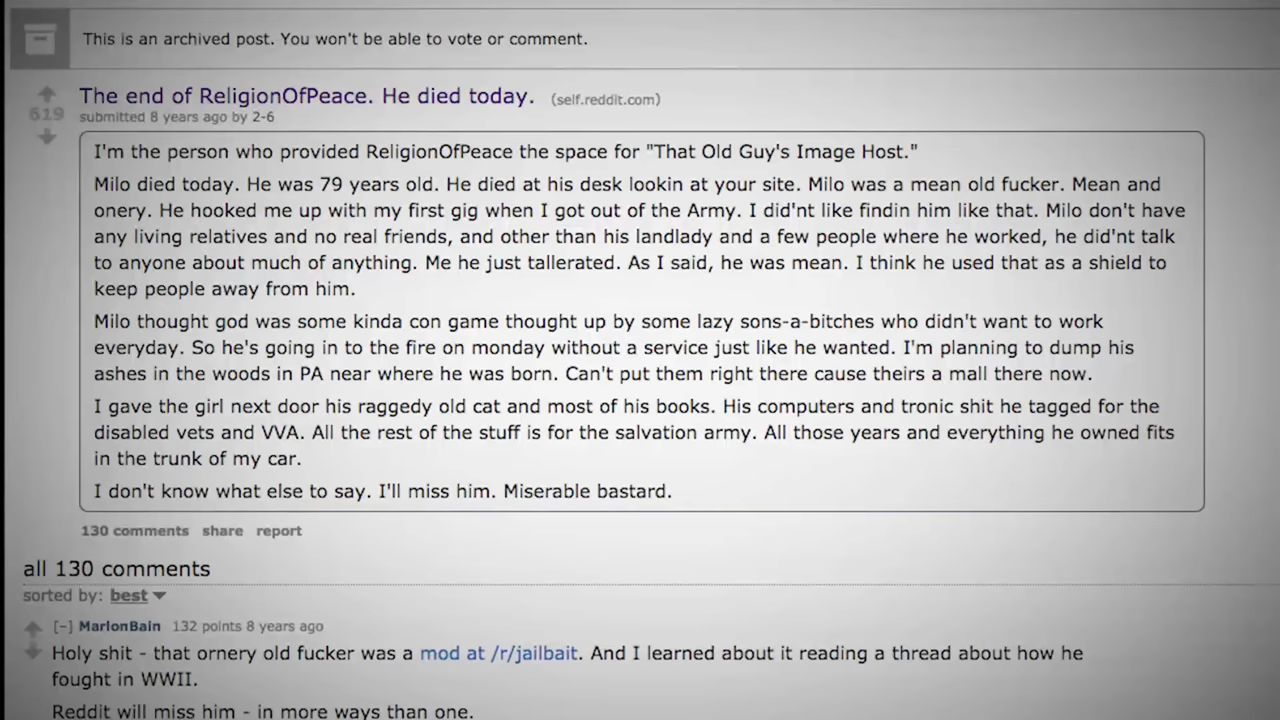 This is an archived post. You won't be able to vote or comment.
The end of ReligionOfPeace. He died today. (self.reddit.com)
619
submitted 8 years ago by 2-6
I'm the person who provided ReligionOfPeace the space for "That Old Guy's Image Host."
Milo died today. He was 79 years old. He died at his desk lookin at your site. Milo was a mean old fucker. Mean and
onery. He hooked me up with my first gig when I got out of the Army. I did'nt like findin him like that. Milo don't have
any living relatives and no real friends, and other than his landlady and a few people where he worked, he did'nt talk
to anyone about much of anything. Me he just tallerated. As I said, he was mean. I think he used that as a shield to
keep people away from him.
Milo thought god was some kinda con game thought up by some lazy sons-a-bitches who didn't want to work
everyday. So he's going in to the fire on monday without a service just like he wanted. I'm planning to dump his
ashes in the woods in PA near where he was born. Can't put them right there cause theirs a mall there now.
I gave the girl next door his raggedy old cat and most of his books. His computers and tronic shit he tagged for the
disabled vets and VVA. All the rest of the stuff is for the salvation army. All those years and everything he owned fits
in the trunk of my car.
I don't know what else to say. I'll miss him. Miserable bastard.
130 comments share report
all 130 comments
sorted by: best
[-] MarlonBain 132 points 8 years ago
Holy shit - that ornery old fucker was a mod at /r/jailbait. And I learned about it reading a thread about how he
fought in WWII.
Reddit will miss him - in more ways than one.